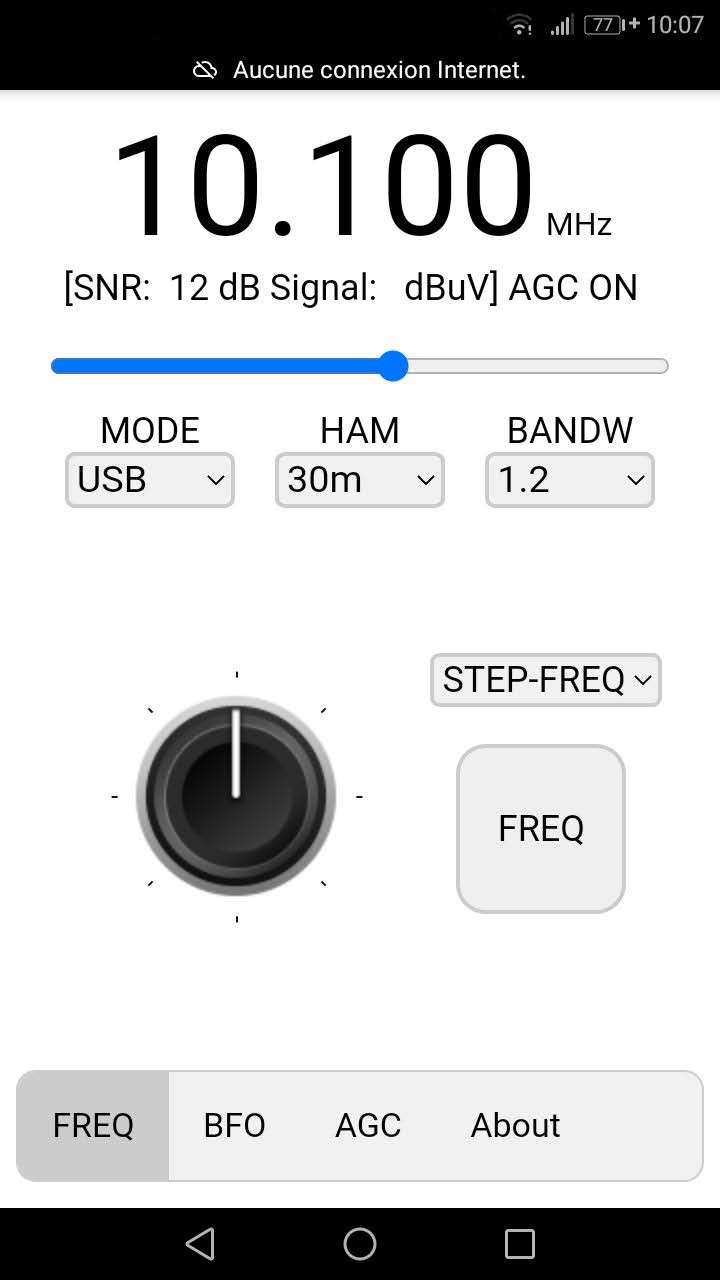 77 10:07
Aucune connexion Internet.
10.100 MHz
[SNR: 12 dB Signal: dBuV] AGC ON
MODE HAM BANDW
USB 30m 1.2
STEP-FREQ
FREQ
FREQ BFO AGC About